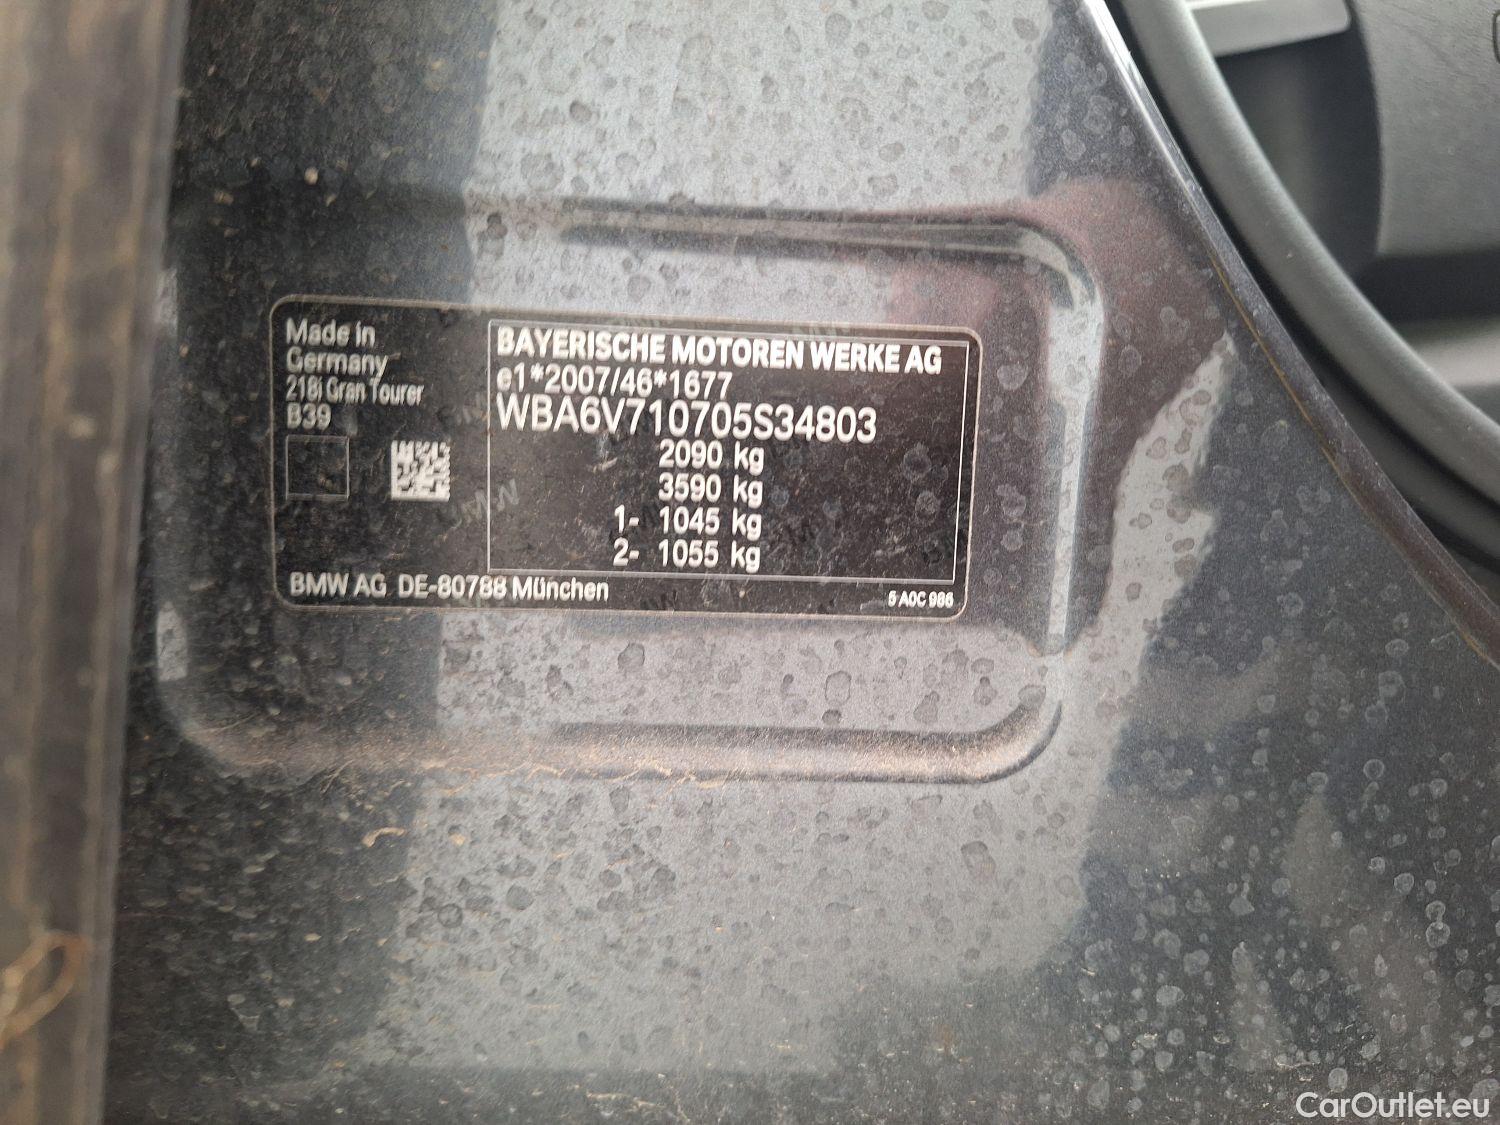 Made in
Germany
218i Gran Tourer
B39
BAYERISCHE MOTOREN WERKE AG
e1*2007/46*1677
WBA6V710705S34803
2090 kg
3590 kg
1- 1045 kg
2- 1055 kg
BMW AG DE-80788 München
5 A0C 986
CarOutlet.eu